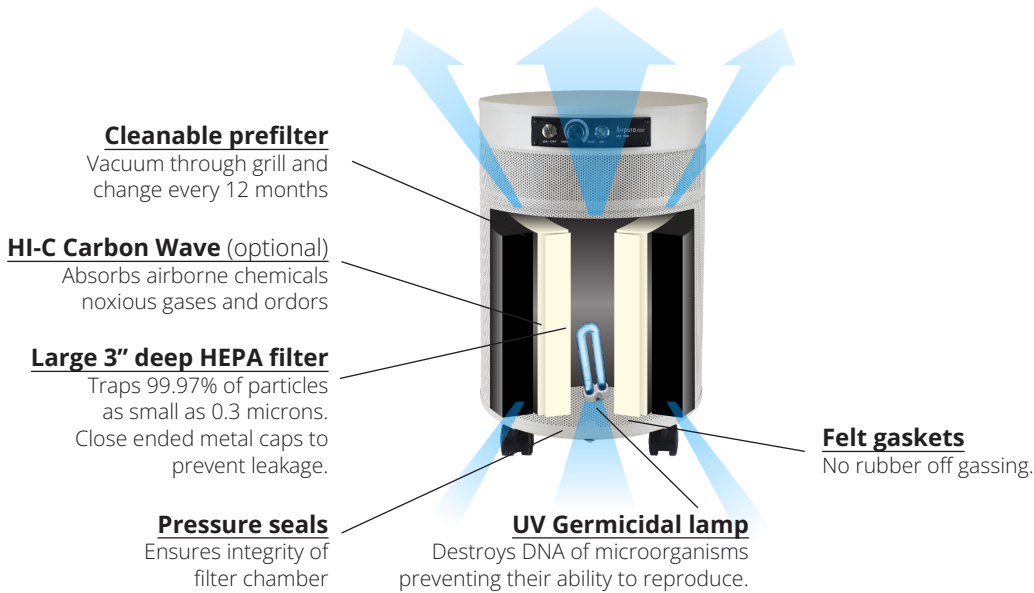 Cleanable prefilter
Vacuum through grill and
change every 12 months
HI-C Carbon Wave (optional)
Absorbs airborne chemicals
noxious gases and ordors
Large 3” deep HEPA filter
Traps 99.97% of particles
as small as 0.3 microns.
Close ended metal caps to
prevent leakage.
Pressure seals
Ensures integrity of
filter chamber
UV Germicidal lamp
Destroys DNA of microorganisms
preventing their ability to reproduce.
Felt gaskets
No rubber off gassing.